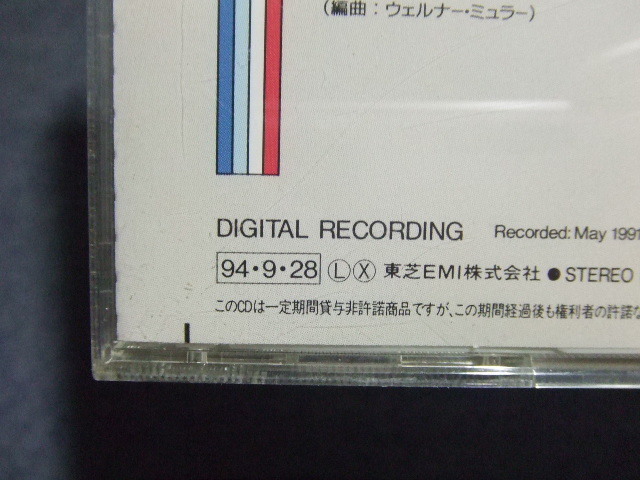 (編曲：ウェルナー・ミュラー)
DIGITAL RECORDING Recorded: May 1991
94・9・28 Ⓛ Ⓧ 東芝EMI株式会社 ● STEREO
このCDは一定期間貸与非許諾商品ですが、この期間経過後も権利者の許諾な